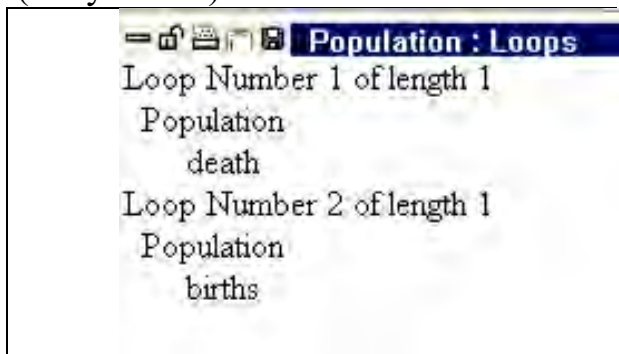 Population : Loops
Loop Number 1 of length 1
Population
death
Loop Number 2 of length 1
Population
births